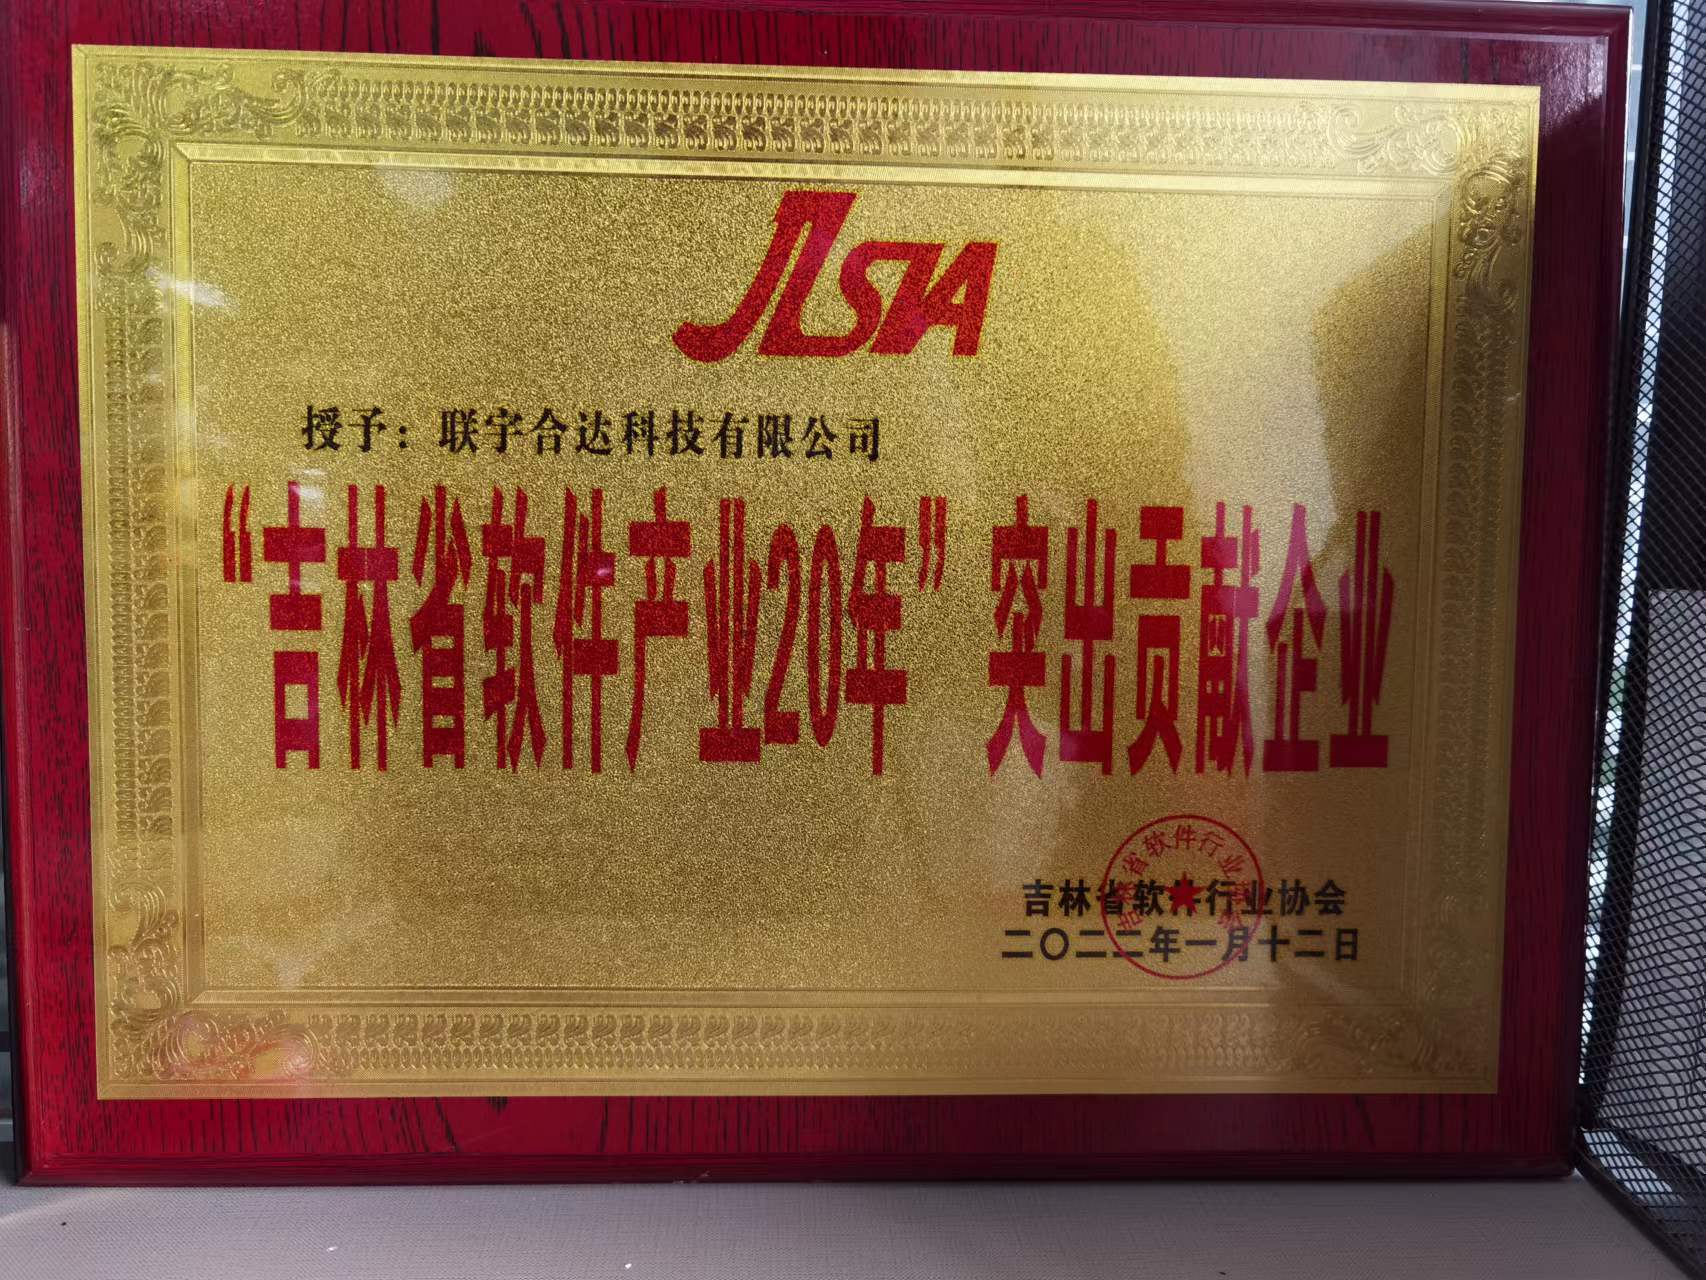 JLSIA
授予：联宇合达科技有限公司
“吉林省软件产业20年”突出贡献企业
吉林省软件行业协会
二〇二二年一月十二日